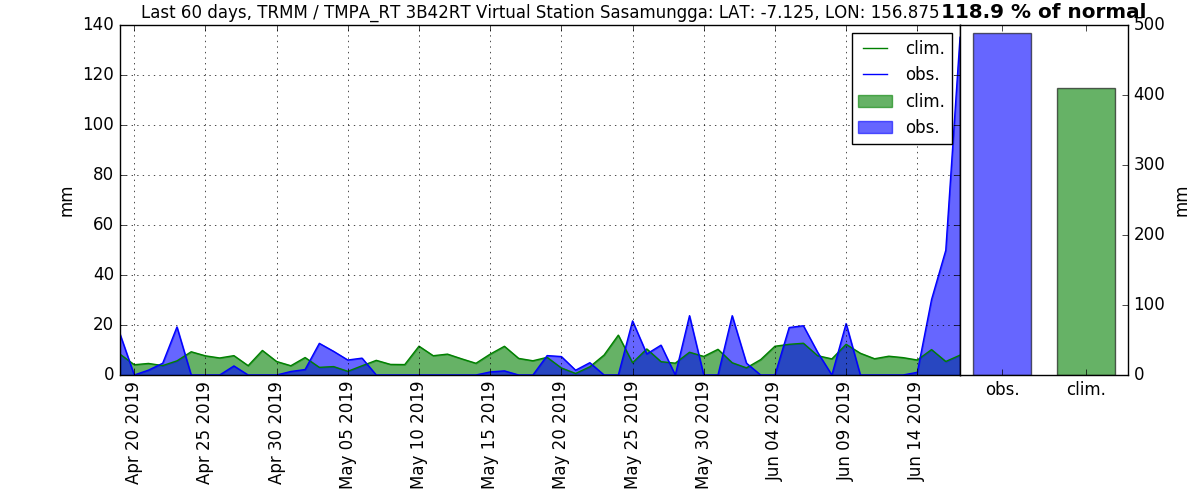 Last 60 days, TRMM / TMPA_RT 3B42RT Virtual Station Sasamungga: LAT: -7.125, LON: 156.875
118.9 % of normal
mm
140
120
100
80
60
40
20
0
clim.
obs.
clim.
obs.
Apr 20 2019
Apr 25 2019
Apr 30 2019
May 05 2019
May 10 2019
May 15 2019
May 20 2019
May 25 2019
May 30 2019
Jun 04 2019
Jun 09 2019
Jun 14 2019
500
400
300
200
100
0
mm
obs.
clim.